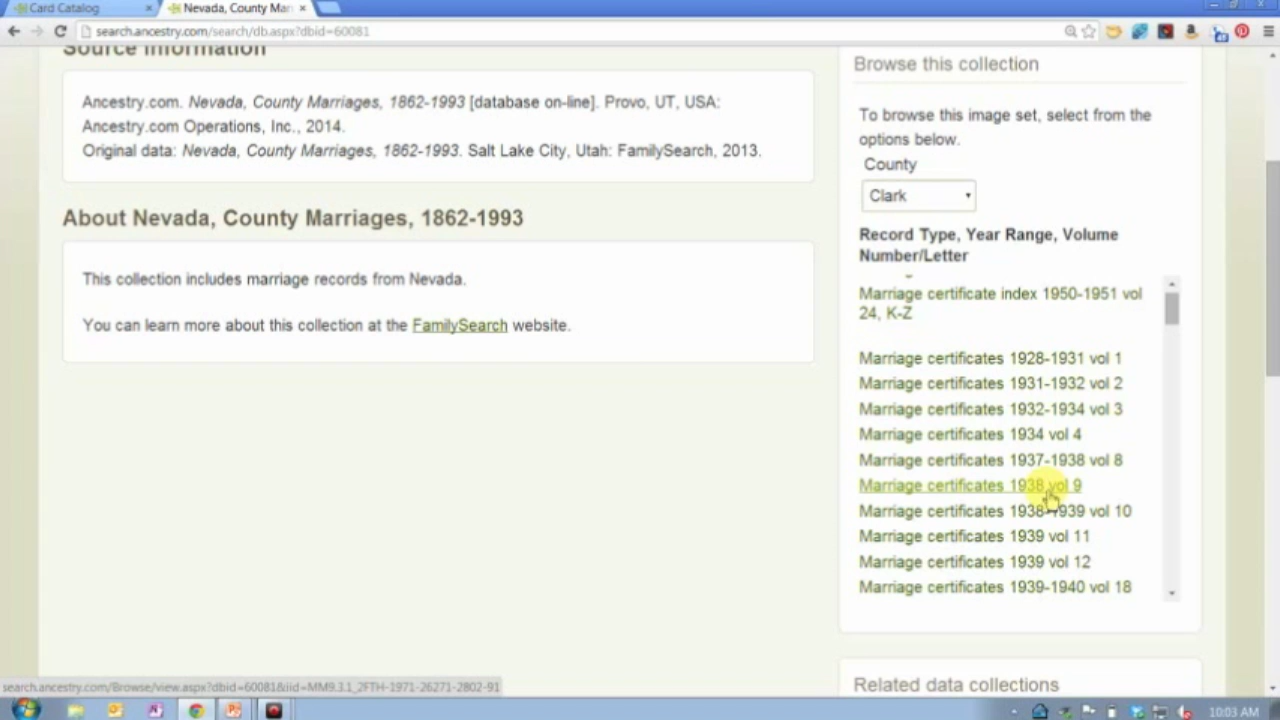 Card Catalog
Nevada, County Mar
search.ancestry.com/search/db.aspx?dbid=60081
Source Information
Ancestry.com. Nevada, County Marriages, 1862-1993 [database on-line]. Provo, UT, USA:
Ancestry.com Operations, Inc., 2014.
Original data: Nevada, County Marriages, 1862-1993. Salt Lake City, Utah: FamilySearch, 2013.
About Nevada, County Marriages, 1862-1993
This collection includes marriage records from Nevada.
You can learn more about this collection at the FamilySearch website.
Browse this collection
To browse this image set, select from the
options below.
County
Clark
Record Type, Year Range, Volume
Number/Letter
Marriage certificate index 1950-1951 vol
24, K-Z
Marriage certificates 1928-1931 vol 1
Marriage certificates 1931-1932 vol 2
Marriage certificates 1932-1934 vol 3
Marriage certificates 1934 vol 4
Marriage certificates 1937-1938 vol 8
Marriage certificates 1938 vol 9
Marriage certificates 1938-1939 vol 10
Marriage certificates 1939 vol 11
Marriage certificates 1939 vol 12
Marriage certificates 1939-1940 vol 18
Related data collections
search.ancestry.com/Browse/view.aspx?dbid=60081&iid=MM9.3.1_2FTH-1971-26271-2802-91
10:03 AM